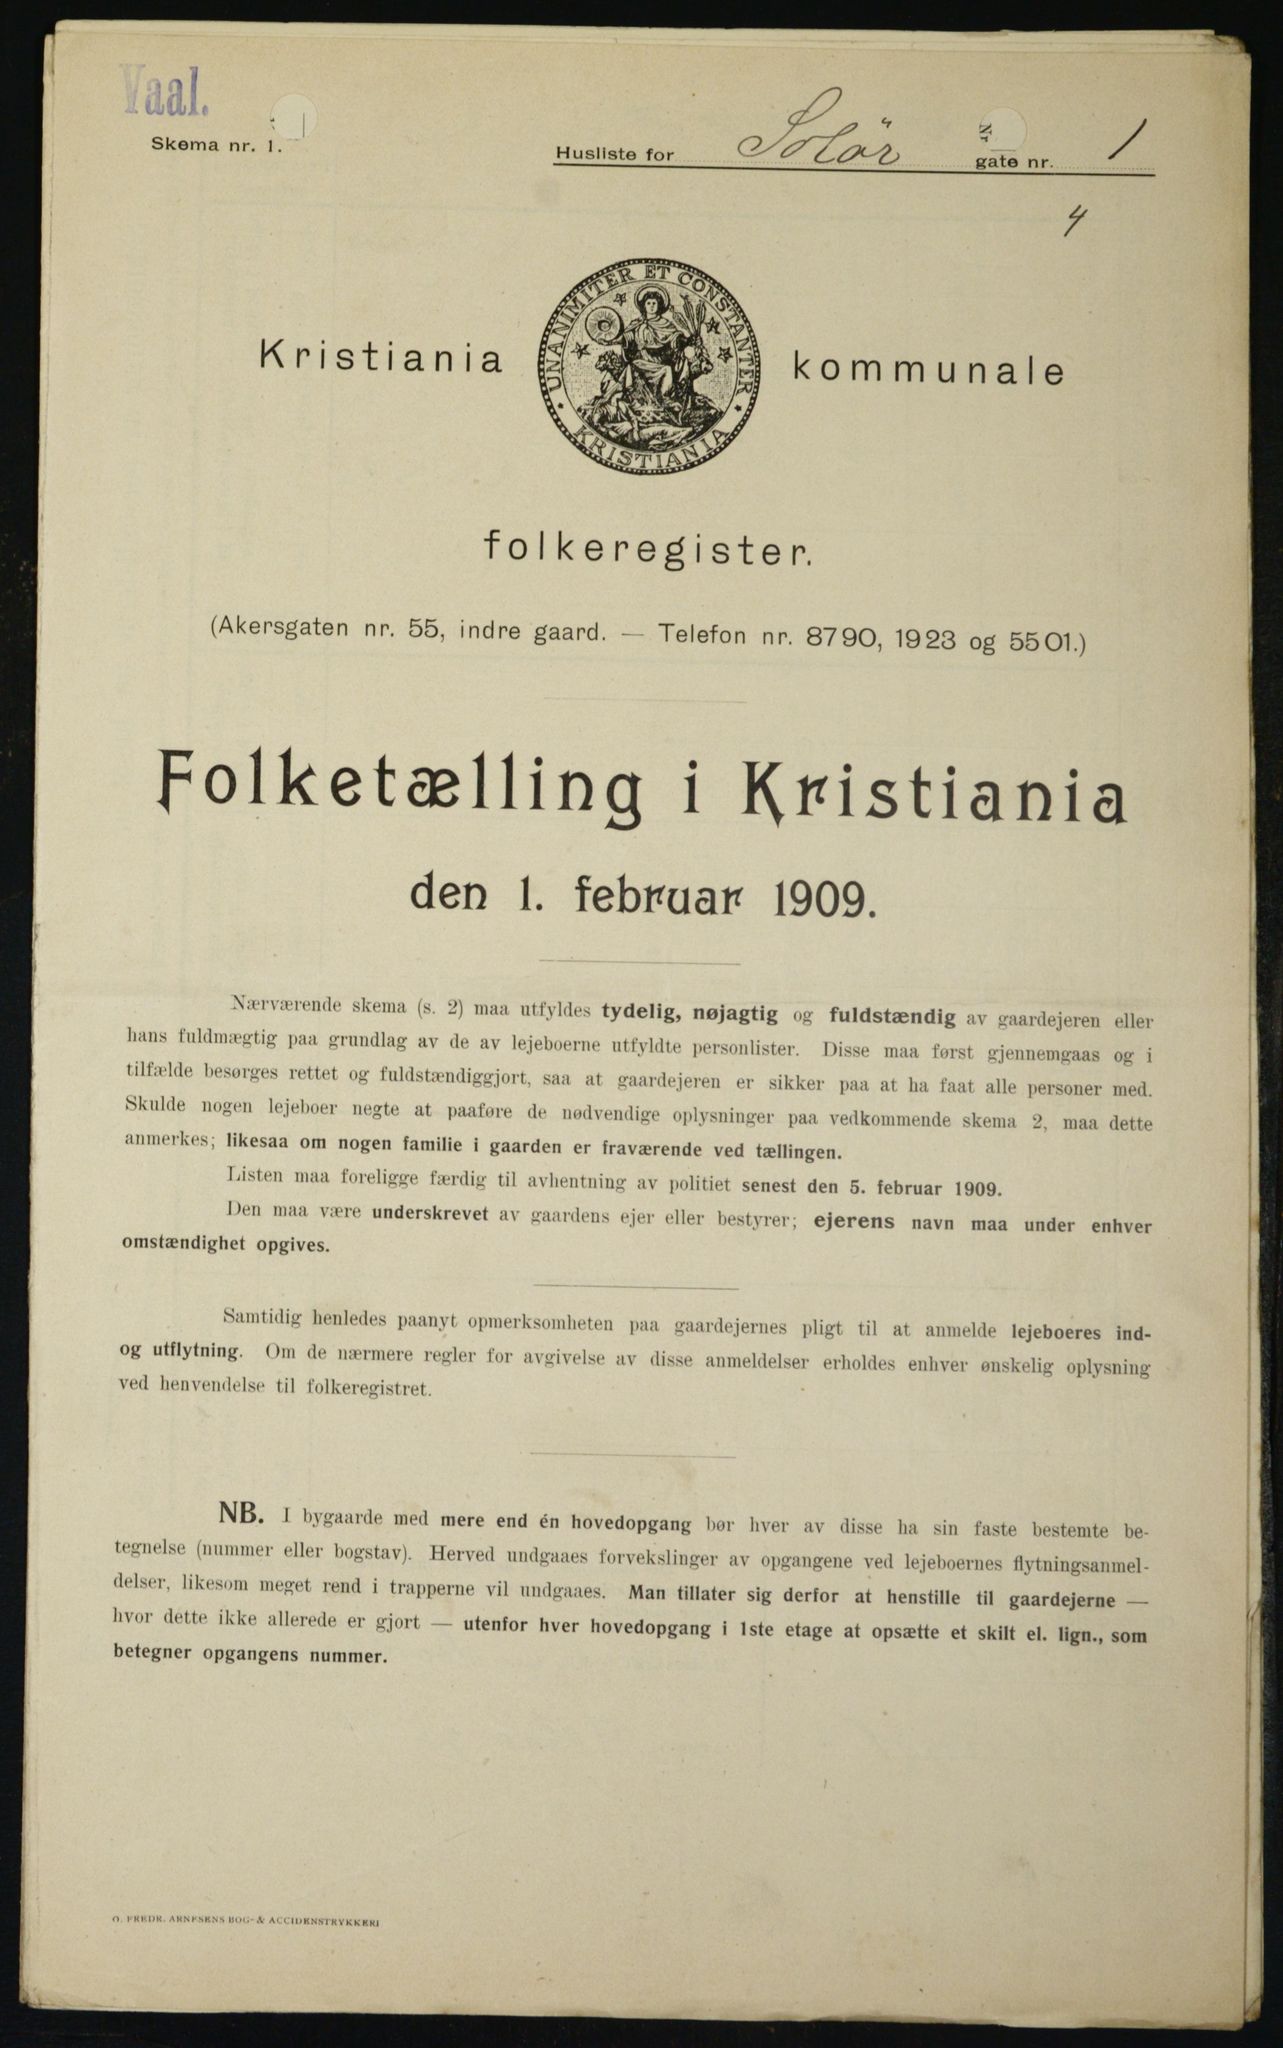 Vaal.
Skema nr. 1.
Husliste for Solör gate nr. 1
4
Kristiania kommunale
UNANIMITER ET CONSTANTER
KRISTIANIA
folkeregister.
(Akersgaten nr. 55, indre gaard. — Telefon nr. 8790, 1923 og 5501.)
Folketælling i Kristiania
den 1. februar 1909.
Nærværende skema (s. 2) maa utfyldes tydelig, nøjagtig og fuldstændig av gaardejeren eller
hans fuldmægtig paa grundlag av de av lejeboerne utfyldte personlister. Disse maa først gjennemgaas og i
tilfælde besørges rettet og fuldstændiggjort, saa at gaardejeren er sikker paa at ha faat alle personer med.
Skulde nogen lejeboer negte at paaføre de nødvendige oplysninger paa vedkommende skema 2, maa dette
anmerkes; likesaa om nogen familie i gaarden er fraværende ved tællingen.
Listen maa foreligge færdig til avhentning av politiet senest den 5. februar 1909.
Den maa være underskrevet av gaardens ejer eller bestyrer; ejerens navn maa under enhver
omstændighet opgives.
Samtidig henledes paanyt opmerksomheten paa gaardejernes pligt til at anmelde lejeboeres ind-
og utflytning. Om de nærmere regler for avgivelse av disse anmeldelser erholdes enhver ønskelig oplysning
ved henvendelse til folkeregistret.
NB. I bygaarde med mere end én hovedopgang bør hver av disse ha sin faste bestemte be-
tegnelse (nummer eller bogstav). Herved undgaaes forvekslinger av opgangene ved lejeboernes flytningsanmel-
delser, likesom meget rend i trapperne vil undgaaes. Man tillater sig derfor at henstille til gaardejerne —
hvor dette ikke allerede er gjort — utenfor hver hovedopgang i 1ste etage at opsætte et skilt el. lign., som
betegner opgangens nummer.
O. FREDR. ARNESENS BOG- & ACCIDENSTRYKKERI